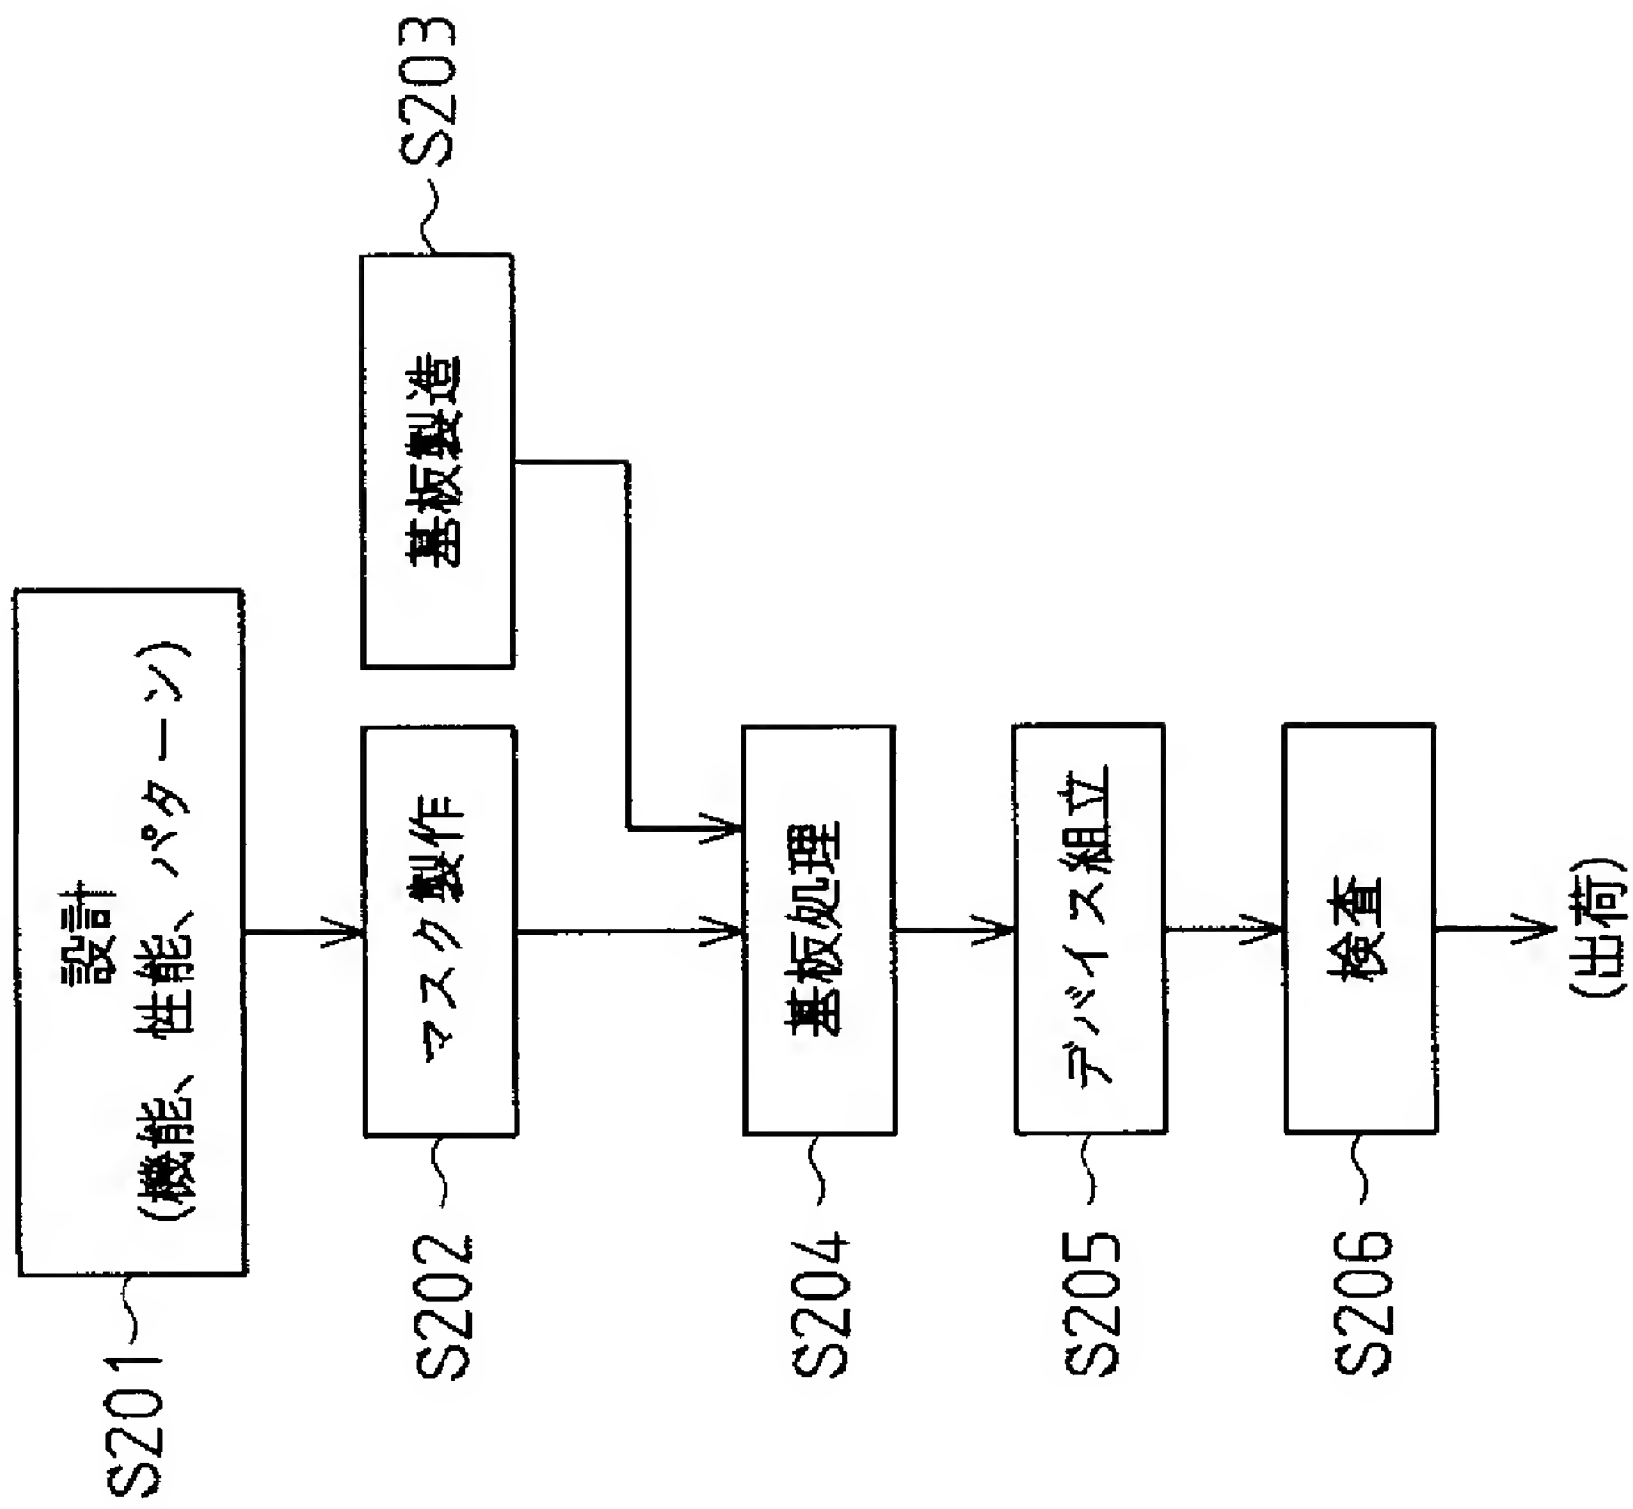 S201
設計
(機能、性能、パターン)
S202
マスク製作
基板製造
S203
S204
基板処理
S205
デバイス組立
S206
検査
(出荷)